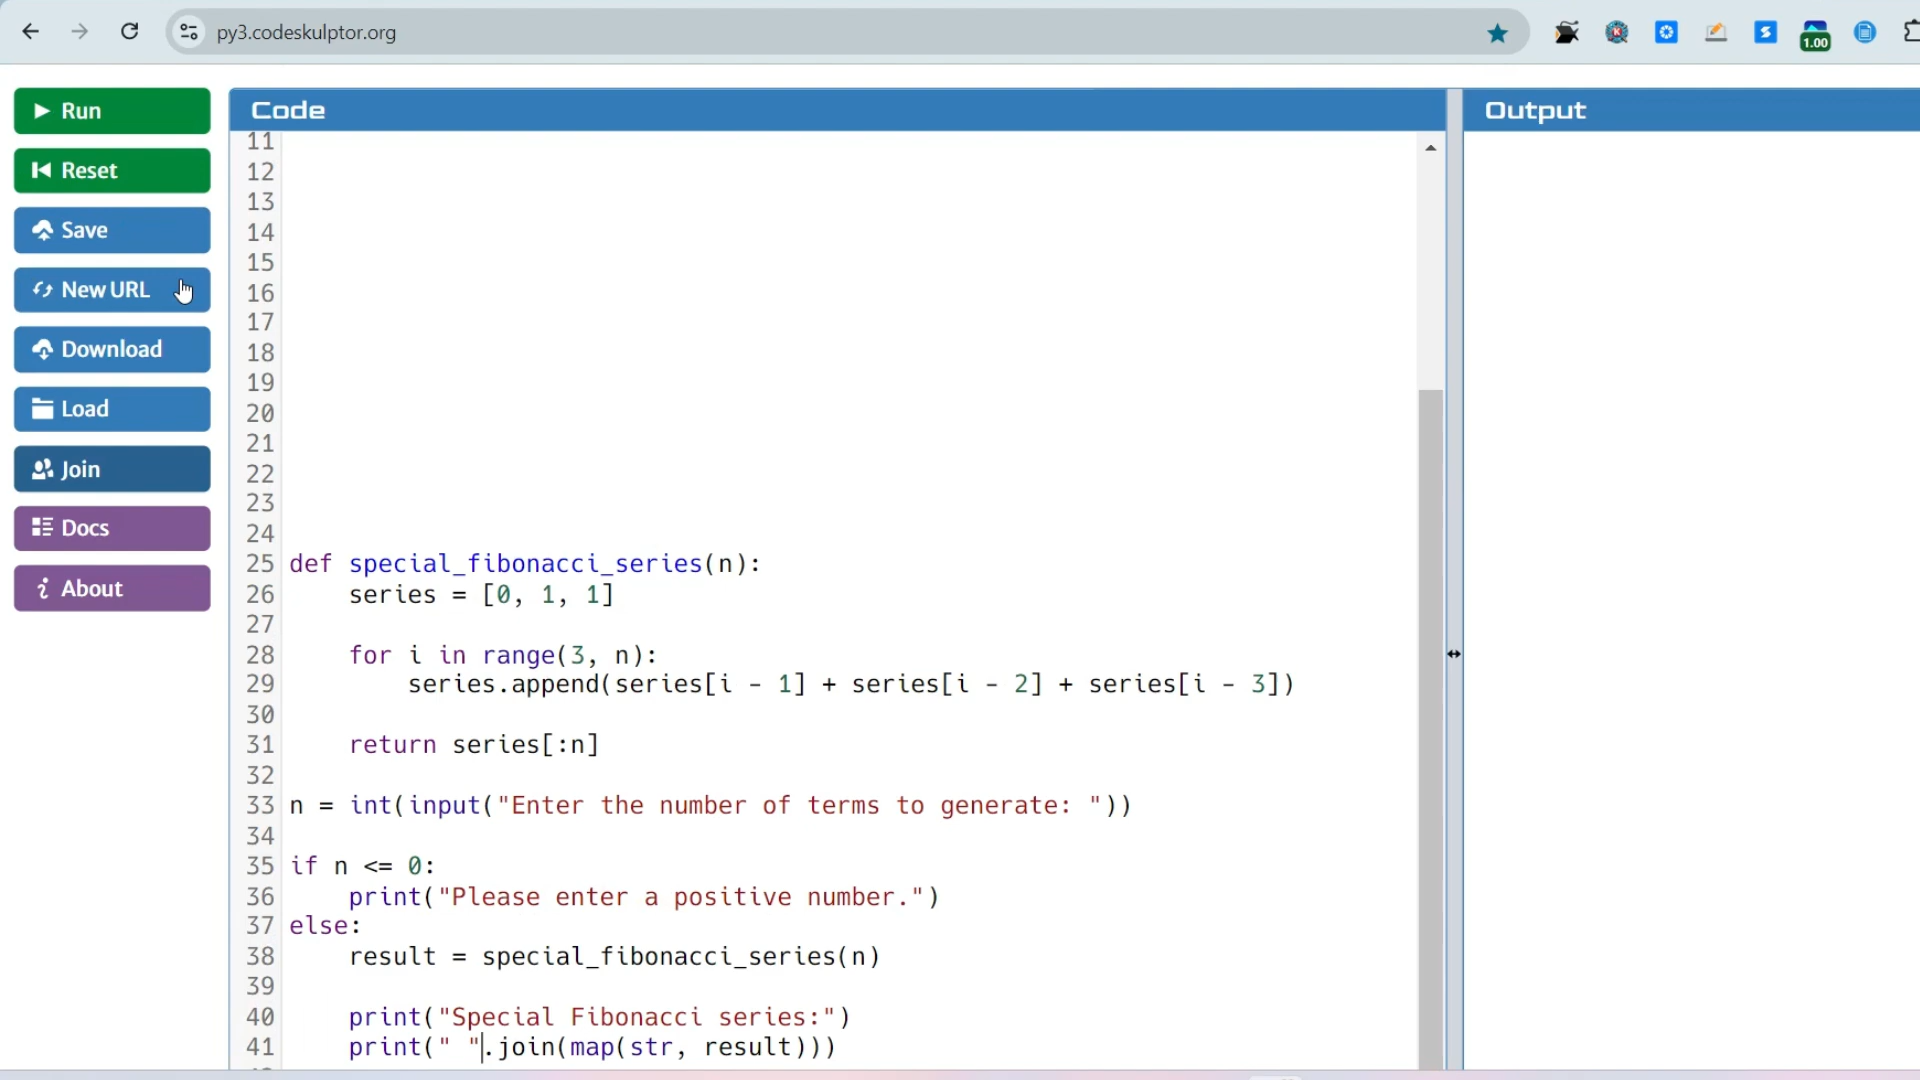 py3.codeskulptor.org
1.00
Run
Reset
Save
New URL
Download
Load
Join
Docs
About
Code
Output
11
12
13
14
15
16
17
18
19
20
21
22
23
24
25 def special_fibonacci_series(n):
26     series = [0, 1, 1]
27
28     for i in range(3, n):
29         series.append(series[i - 1] + series[i - 2] + series[i - 3])
30
31     return series[:n]
32
33 n = int(input("Enter the number of terms to generate: "))
34
35 if n <= 0:
36     print("Please enter a positive number.")
37 else:
38     result = special_fibonacci_series(n)
39
40     print("Special Fibonacci series:")
41     print(" ".join(map(str, result)))